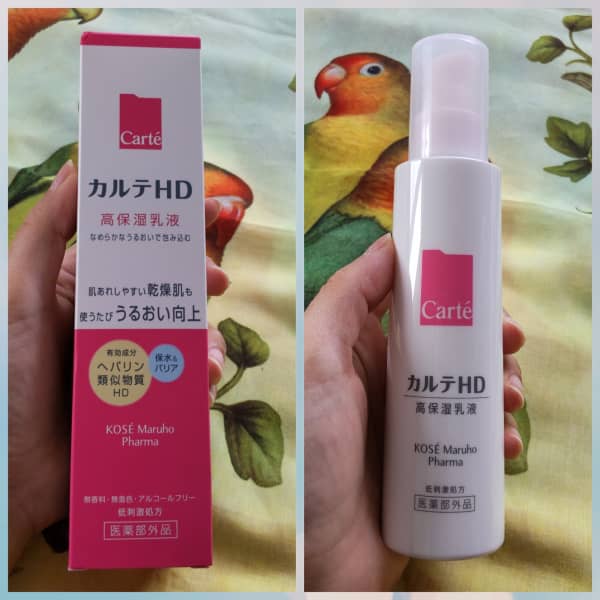 Carté
カルテHD
高保湿乳液
なめらかなうるおいで包み込む
肌あれしやすい乾燥肌も
使うたびうるおい向上
有効成分
ヘパリン
類似物質
HD
保水&
バリア
KOSÉ Maruho
Pharma
無香料・無着色・アルコールフリー
低刺激処方
医薬部外品
Carté
カルテHD
高保湿乳液
KOSÉ Maruho
Pharma
低刺激処方
医薬部外品